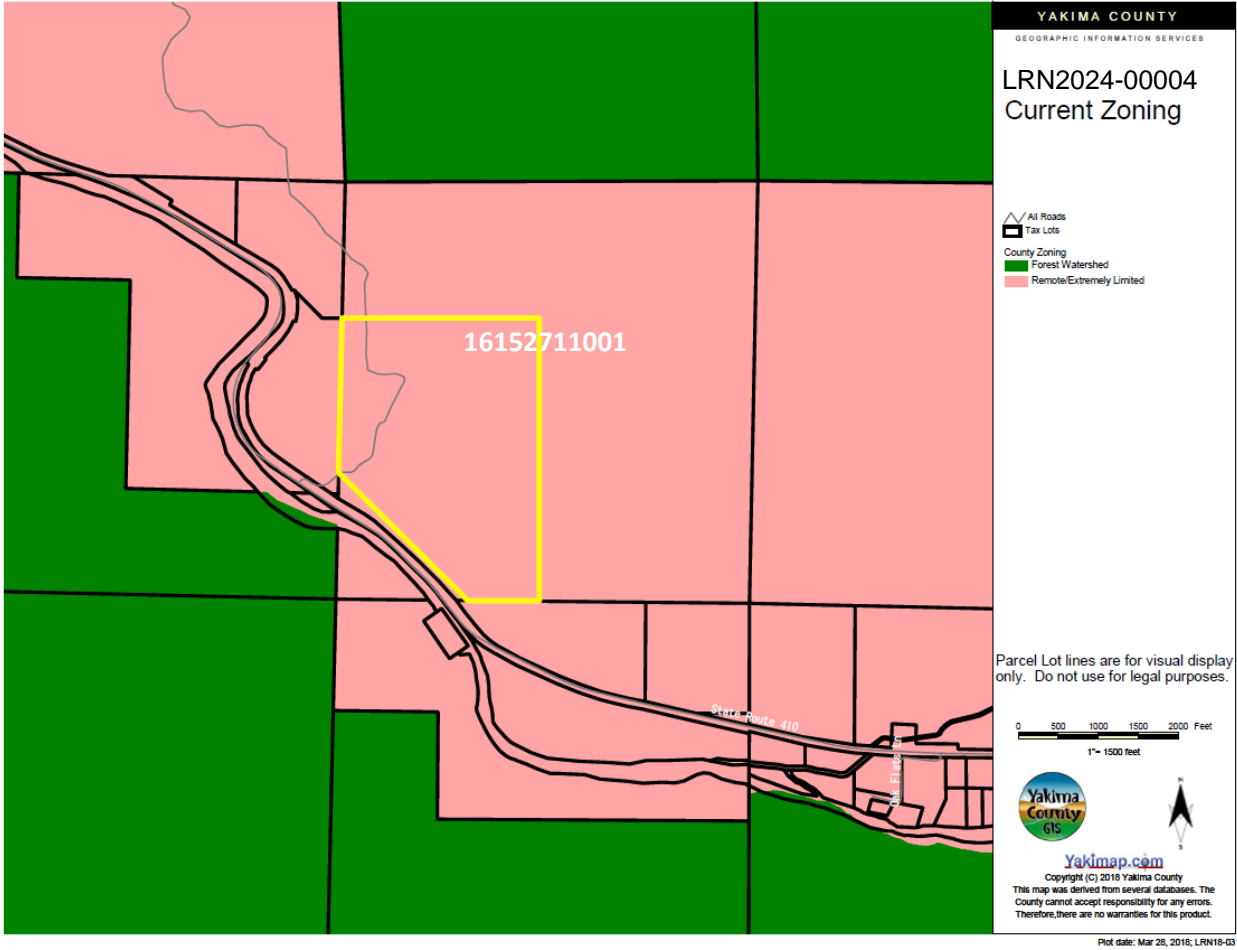 YAKIMA COUNTY
GEOGRAPHIC INFORMATION SERVICES
LRN2024-00004
Current Zoning
All Roads
Tax Lots
County Zoning
Forest Watershed
Remote/Extremely Limited
16152711001
State Route 410
Oak Flats Ln
Parcel Lot lines are for visual display
only. Do not use for legal purposes.
0 500 1000 1500 2000 Feet
1"= 1500 feet
Yakima
County
GIS
N
S
Yakimap.com
Copyright (C) 2018 Yakima County
This map was derived from several databases. The
County cannot accept responsibility for any errors.
Therefore,there are no warranties for this product.
Plot date: Mar 28, 2018; LRN18-03